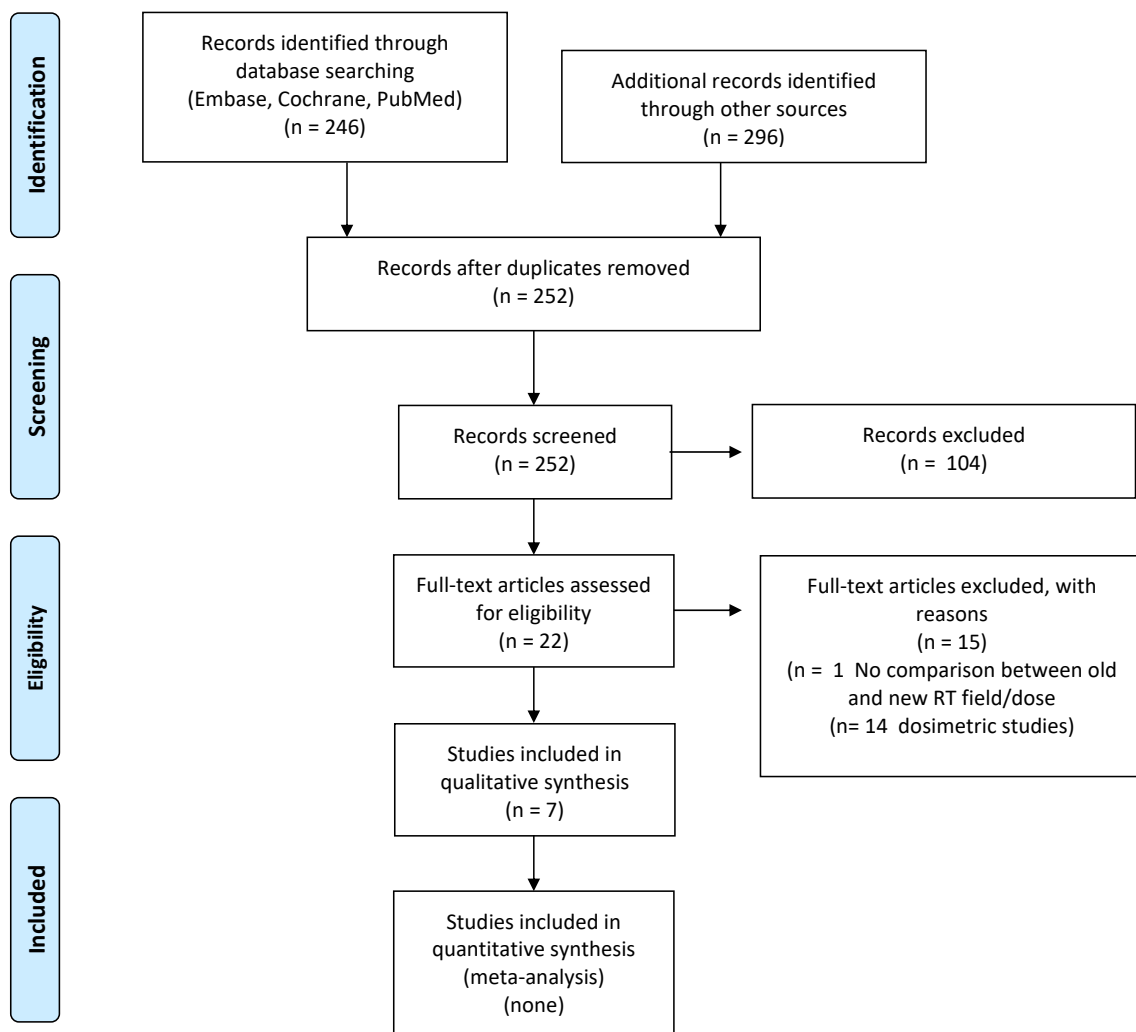 Identification
Records identified through
database searching
(Embase, Cochrane, PubMed)
(n = 246)
Additional records identified
through other sources
(n = 296)
Records after duplicates removed
(n = 252)
Screening
Records screened
(n = 252)
Records excluded
(n =  104)
Eligibility
Full-text articles assessed
for eligibility
(n = 22)
Full-text articles excluded, with
reasons
(n = 15)
(n =  1  No comparison between old
and new RT field/dose
(n= 14  dosimetric studies)
Studies included in
qualitative synthesis
(n = 7)
Included
Studies included in
quantitative synthesis
(meta-analysis)
(none)